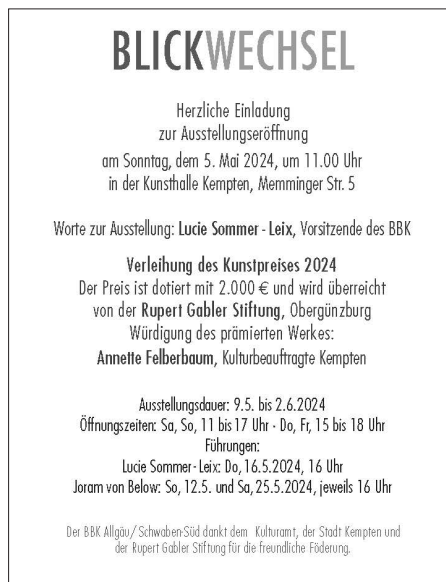 BLICKWECHSEL
Herzliche Einladung
zur Ausstellungseröffnung
am Sonntag, dem 5. Mai 2024, um 11.00 Uhr
in der Kunsthalle Kempten, Memminger Str. 5
Worte zur Ausstellung: Lucie Sommer - Leix, Vorsitzende des BBK
Verleihung des Kunstpreises 2024
Der Preis ist dotiert mit 2.000 € und wird überreicht
von der Rupert Gabler Stiftung, Obergünzburg
Würdigung des prämierten Werkes:
Annette Felberbaum, Kulturbeauftragte Kempten
Ausstellungsdauer: 9.5. bis 2.6.2024
Öffnungszeiten: Sa, So, 11 bis 17 Uhr - Do, Fr, 15 bis 18 Uhr
Führungen:
Lucie Sommer - Leix: Do, 16.5.2024, 16 Uhr
Joram von Below: So, 12.5. und Sa, 25.5.2024, jeweils 16 Uhr
Der BBK Allgäu/Schwaben-Süd dankt dem Kulturamt, der Stadt Kempten und
der Rupert Gabler Stiftung für die freundliche Föderung.